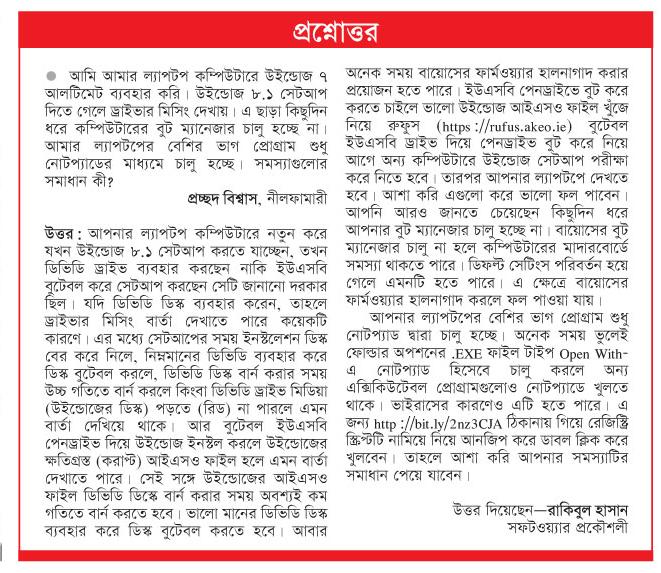 প্রশ্নোত্তর
● আমি আমার ল্যাপটপ কম্পিউটারে উইন্ডোজ ৭
আলটিমেট ব্যবহার করি। উইন্ডোজ ৮.১ সেটআপ
দিতে গেলে ড্রাইভার মিসিং দেখায়। এ ছাড়া কিছুদিন
ধরে কম্পিউটারের বুট ম্যানেজার চালু হচ্ছে না।
আমার ল্যাপটপের বেশির ভাগ প্রোগ্রাম শুধু
নোটপ্যাডের মাধ্যমে চালু হচ্ছে। সমস্যাগুলোর
সমাধান কী?
প্রচ্ছদ বিশ্বাস, নীলফামারী
উত্তর : আপনার ল্যাপটপ কম্পিউটারে নতুন করে
যখন উইন্ডোজ ৮.১ সেটআপ করতে যাচ্ছেন, তখন
ডিভিডি ড্রাইভ ব্যবহার করছেন নাকি ইউএসবি
বুটেবল করে সেটআপ করছেন সেটি জানানো দরকার
ছিল। যদি ডিভিডি ডিস্ক ব্যবহার করেন, তাহলে
ড্রাইভার মিসিং বার্তা দেখাতে পারে কয়েকটি
কারণে। এর মধ্যে সেটআপের সময় ইনস্টলেশন ডিস্ক
বের করে নিলে, নিম্নমানের ডিভিডি ব্যবহার করে
ডিস্ক বুটেবল করলে, ডিভিডি ডিস্ক বার্ন করার সময়
উচ্চ গতিতে বার্ন করলে কিংবা ডিভিডি ড্রাইভ মিডিয়া
(উইন্ডোজের ডিস্ক) পড়তে (রিড) না পারলে এমন
বার্তা দেখিয়ে থাকে। আর বুটেবল ইউএসবি
পেনড্রাইভ দিয়ে উইন্ডোজ ইনস্টল করলে উইন্ডোজের
ক্ষতিগ্রস্ত (করাপ্ট) আইএসও ফাইল হলে এমন বার্তা
দেখাতে পারে। সেই সঙ্গে উইন্ডোজের আইএসও
ফাইল ডিভিডি ডিস্কে বার্ন করার সময় অবশ্যই কম
গতিতে বার্ন করতে হবে। ভালো মানের ডিভিডি ডিস্ক
ব্যবহার করে ডিস্ক বুটেবল করতে হবে। আবার
অনেক সময় বায়োসের ফার্মওয়্যার হালনাগাদ করার
প্রয়োজন হতে পারে। ইউএসবি পেনড্রাইভে বুট করে
করতে চাইলে ভালো উইন্ডোজ আইএসও ফাইল খুঁজে
নিয়ে রুফুস (https ://rufus.akeo.ie) বুটেবল
ইউএসবি ড্রাইভ দিয়ে পেনড্রাইভ বুট করে নিয়ে
আগে অন্য কম্পিউটারে উইন্ডোজ সেটআপ পরীক্ষা
করে নিতে হবে। তারপর আপনার ল্যাপটপে দেখতে
হবে। আশা করি এগুলো করে ভালো ফল পাবেন।
আপনি আরও জানতে চেয়েছেন কিছুদিন ধরে
আপনার বুট ম্যানেজার চালু হচ্ছে না। বায়োসের বুট
ম্যানেজার চালু না হলে কম্পিউটারের মাদারবোর্ডে
সমস্যা থাকতে পারে। ডিফল্ট সেটিংস পরিবর্তন হয়ে
গেলে এমনটি হতে পারে। এ ক্ষেত্রে বায়োসের
ফার্মওয়্যার হালনাগাদ করলে ফল পাওয়া যায়।
আপনার ল্যাপটপের বেশির ভাগ প্রোগ্রাম শুধু
নোটপ্যাড দ্বারা চালু হচ্ছে। অনেক সময় ভুলেই
ফোল্ডার অপশনের .EXE ফাইল টাইপ Open With-
এ নোটপ্যাড হিসেবে চালু করলে অন্য
এক্সিকিউটেবল প্রোগ্রামগুলোও নোটপ্যাডে খুলতে
থাকে। ভাইরাসের কারণেও এটি হতে পারে। এ
জন্য http ://bit.ly/2nz3CJA ঠিকানায় গিয়ে রেজিস্ট্রি
স্ক্রিপ্টটি নামিয়ে নিয়ে আনজিপ করে ডাবল ক্লিক করে
খুলবেন। তাহলে আশা করি আপনার সমস্যাটির
সমাধান পেয়ে যাবেন।
উত্তর দিয়েছেন—রাকিবুল হাসান
সফটওয়্যার প্রকৌশলী